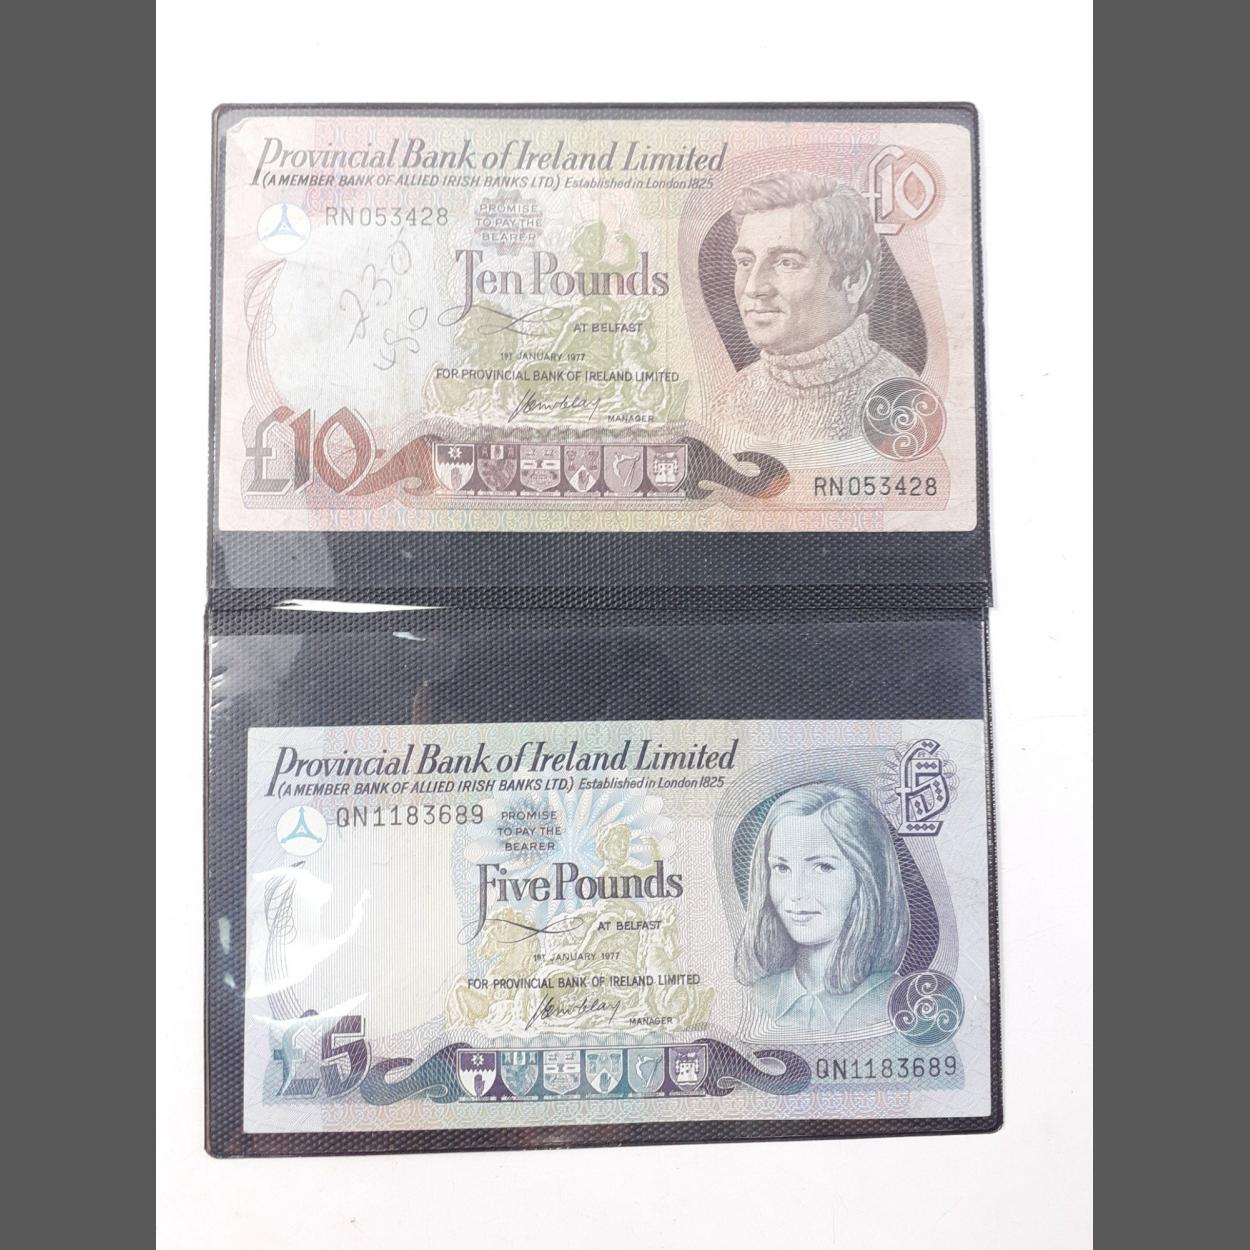 Provincial Bank of Ireland Limited
(A MEMBER BANK OF ALLIED IRISH BANKS LTD.) Established in London 1825
£10
RN053428
PROMISE
TO PAY THE
BEARER
230
480
Ten Pounds
AT BELFAST
1ST JANUARY 1977
FOR PROVINCIAL BANK OF IRELAND LIMITED
MANAGER
£10
RN053428
Provincial Bank of Ireland Limited
(A MEMBER BANK OF ALLIED IRISH BANKS LTD.) Established in London 1825
£5
QN1183689
PROMISE
TO PAY THE
BEARER
Five Pounds
AT BELFAST
1ST JANUARY 1977
FOR PROVINCIAL BANK OF IRELAND LIMITED
MANAGER
£5
QN1183689